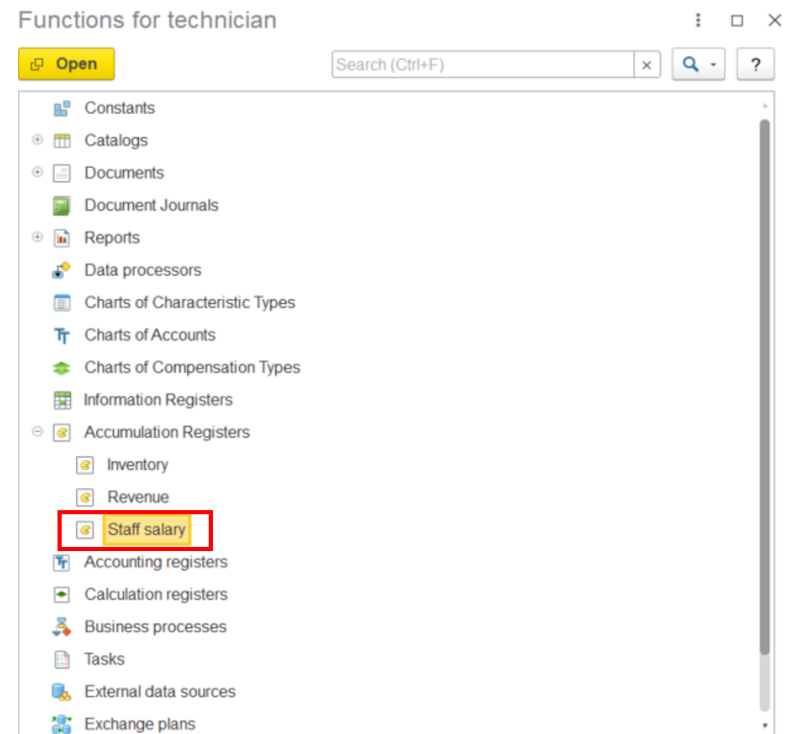 Functions for technician
Open
Search (Ctrl+F)
?
Constants
Catalogs
Documents
Document Journals
Reports
Data processors
Charts of Characteristic Types
Charts of Accounts
Charts of Compensation Types
Information Registers
Accumulation Registers
Inventory
Revenue
Staff salary
Accounting registers
Calculation registers
Business processes
Tasks
External data sources
Exchange plans